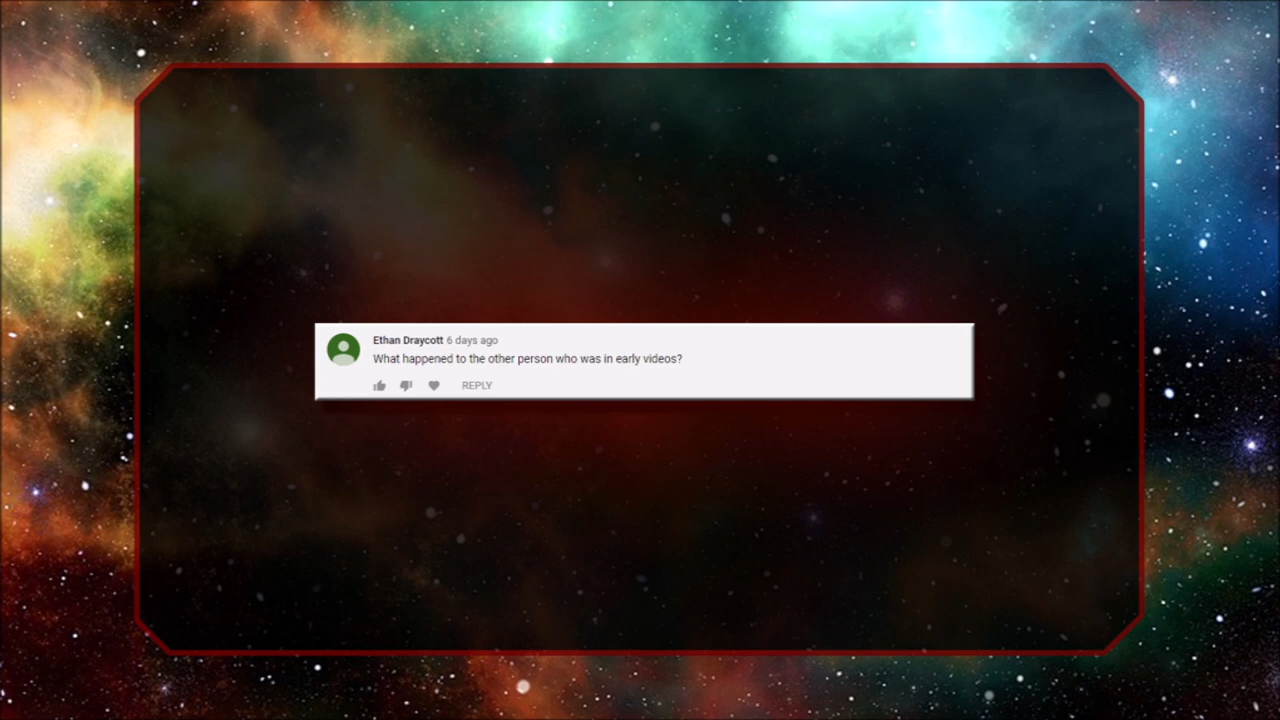 Ethan Draycott 6 days ago
What happened to the other person who was in early videos?
REPLY